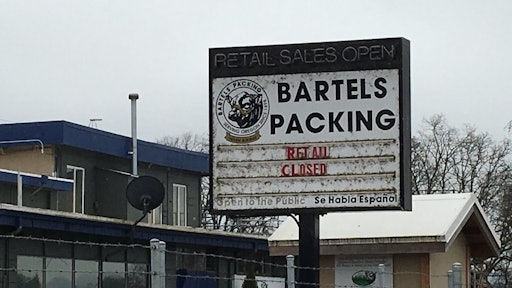 RETAIL SALES OPEN
BARTELS PACKING
BARTELS
PACKING
RETAIL
CLOSED
Open to the Public Se Habla Español